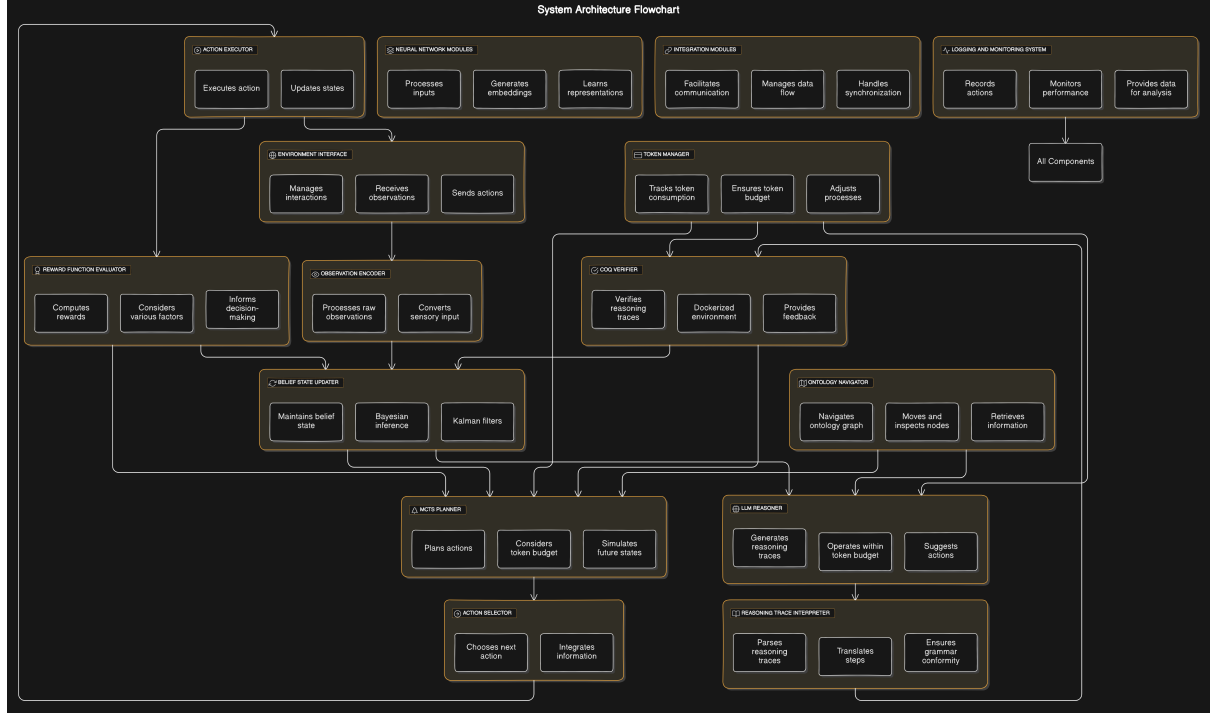 System Architecture Flowchart
ACTION EXECUTOR
Executes action
Updates states
NEURAL NETWORK MODULES
Processes
inputs
Generates
embeddings
Learns
representations
INTEGRATION MODULES
Facilitates
communication
Manages data
flow
Handles
synchronization
LOGGING AND MONITORING SYSTEM
Records
actions
Monitors
performance
Provides data
for analysis
All Components
ENVIRONMENT INTERFACE
Manages
interactions
Receives
observations
Sends actions
TOKEN MANAGER
Tracks token
consumption
Ensures token
budget
Adjusts
processes
REWARD FUNCTION EVALUATOR
Computes
rewards
Considers
various factors
Informs
decision-
making
OBSERVATION ENCODER
Processes raw
observations
Converts
sensory input
COQ VERIFIER
Verifies
reasoning
traces
Dockerized
environment
Provides
feedback
BELIEF STATE UPDATER
Maintains belief
state
Bayesian
inference
Kalman filters
ONTOLOGY NAVIGATOR
Navigates
ontology graph
Moves and
inspects nodes
Retrieves
information
MCTS PLANNER
Plans actions
Considers
token budget
Simulates
future states
LLM REASONER
Generates
reasoning
traces
Operates within
token budget
Suggests
actions
ACTION SELECTOR
Chooses next
action
Integrates
information
REASONING TRACE INTERPRETER
Parses
reasoning
traces
Translates
steps
Ensures
grammar
conformity